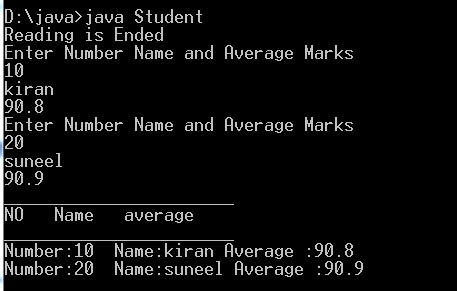 D:\java>java Student
Reading is Ended
Enter Number Name and Average Marks
10
kiran
90.8
Enter Number Name and Average Marks
20
suneel
90.9
_______________________
NO   Name   average
_______________________
Number:10  Name:kiran Average :90.8
Number:20  Name:suneel Average :90.9